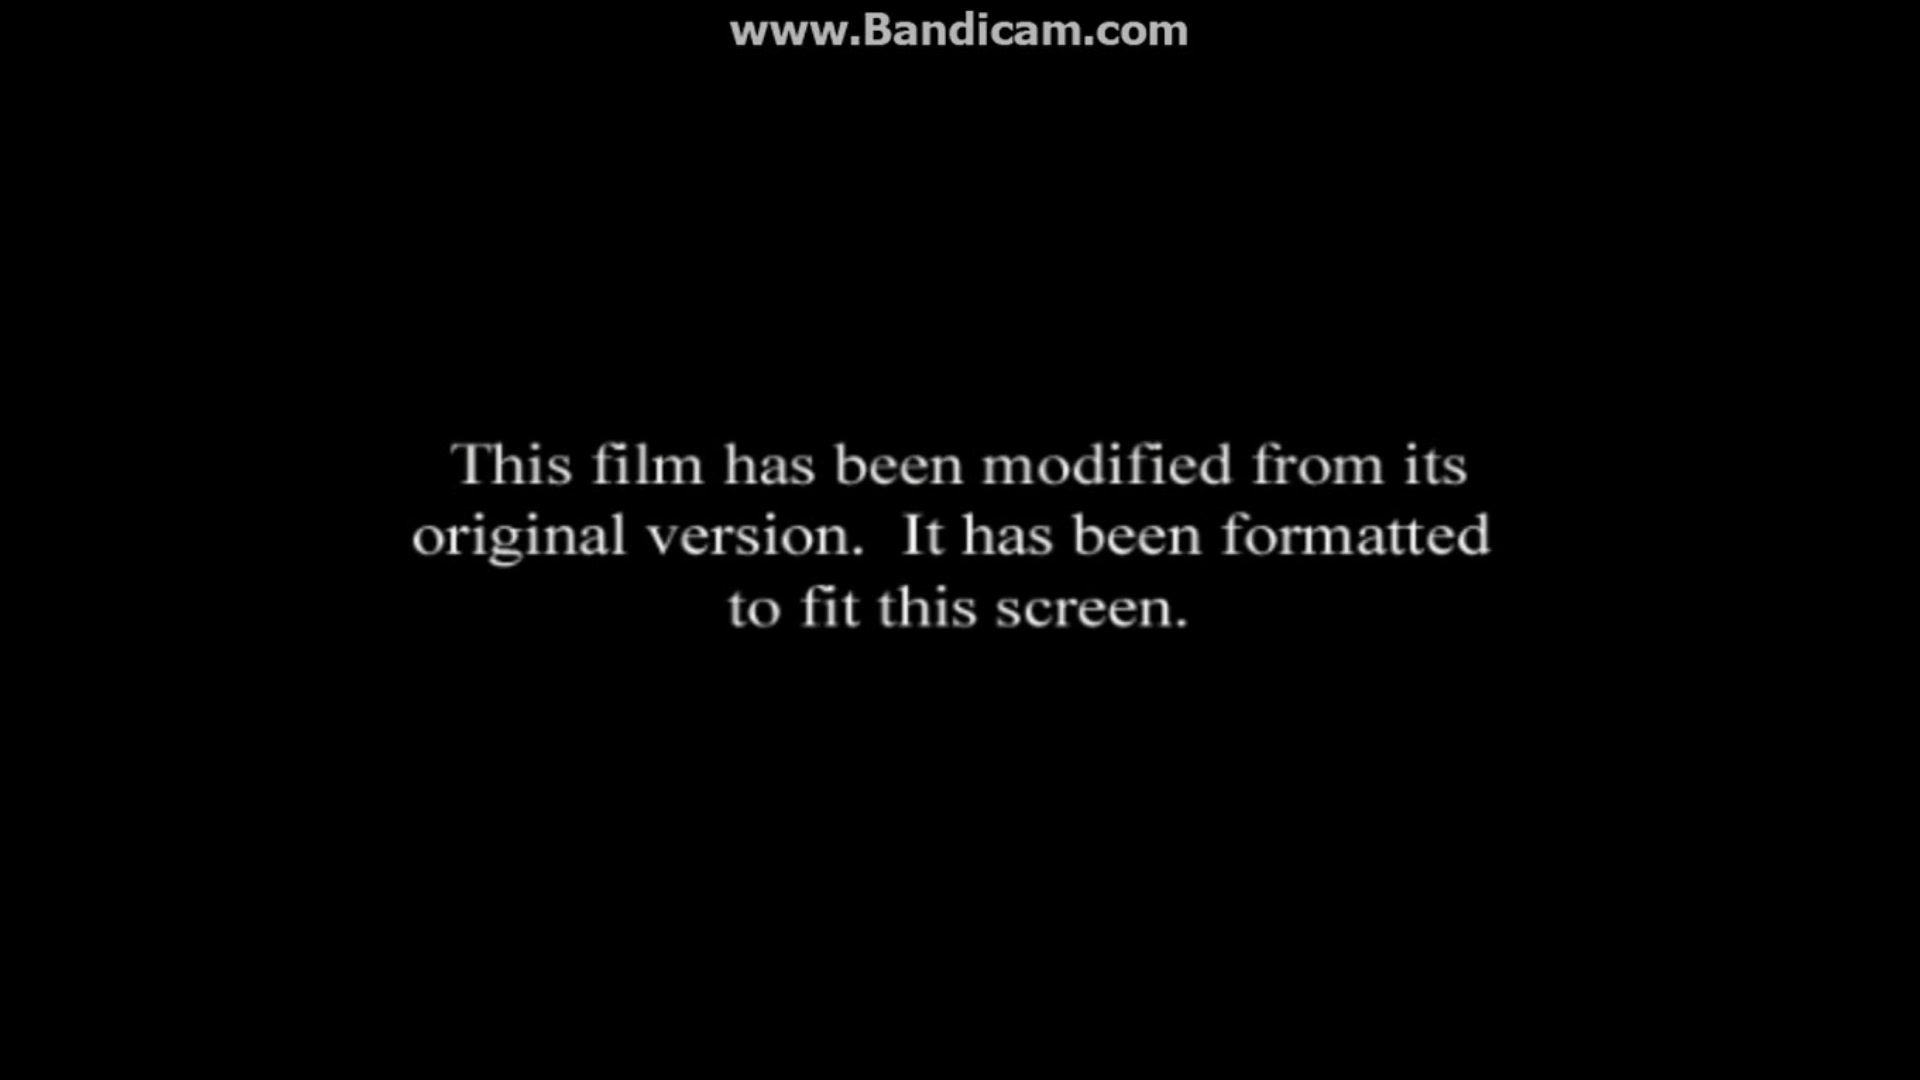 www.Bandicam.com
This film has been modified from its
original version.  It has been formatted
to fit this screen.